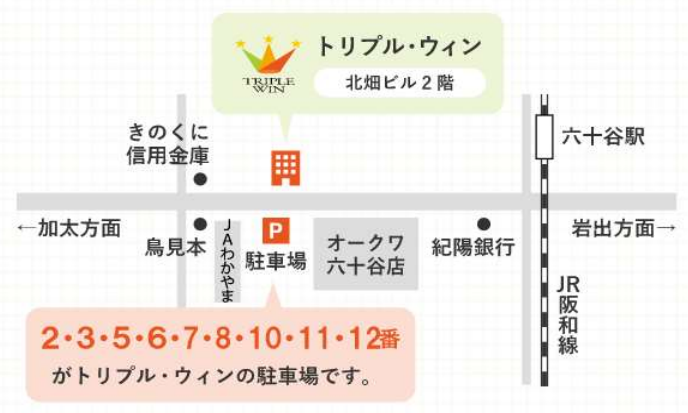 トリプル・ウィン
TRIPLE
WIN
北畑ビル2階
きのくに
信用金庫
六十谷駅
←加太方面
鳥見本
JAわかやま
P
駐車場
オークワ
六十谷店
紀陽銀行
岩出方面→
JR阪和線
2・3・5・6・7・8・10・11・12番
がトリプル・ウィンの駐車場です。